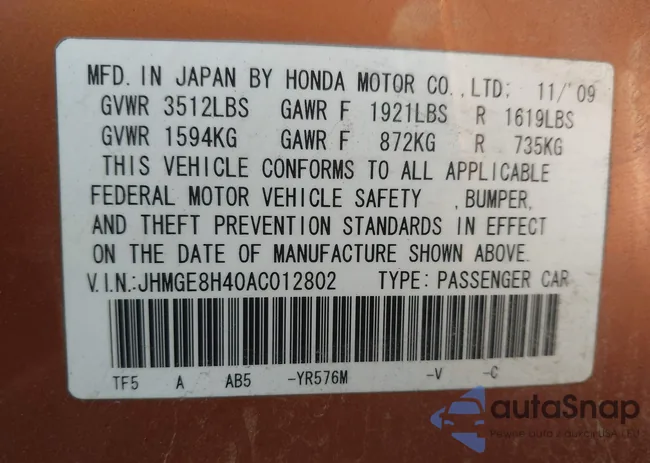 MFD. IN JAPAN BY HONDA MOTOR CO.,LTD; 11/'09
GVWR 3512LBS GAWR F 1921LBS R 1619LBS
GVWR 1594KG GAWR F 872KG R 735KG
THIS VEHICLE CONFORMS TO ALL APPLICABLE
FEDERAL MOTOR VEHICLE SAFETY ,BUMPER,
AND THEFT PREVENTION STANDARDS IN EFFECT
ON THE DATE OF MANUFACTURE SHOWN ABOVE.
V.I.N.:JHMGE8H40AC012802 TYPE: PASSENGER CAR
TF5 A AB5 -YR576M -V -C
autaSnap